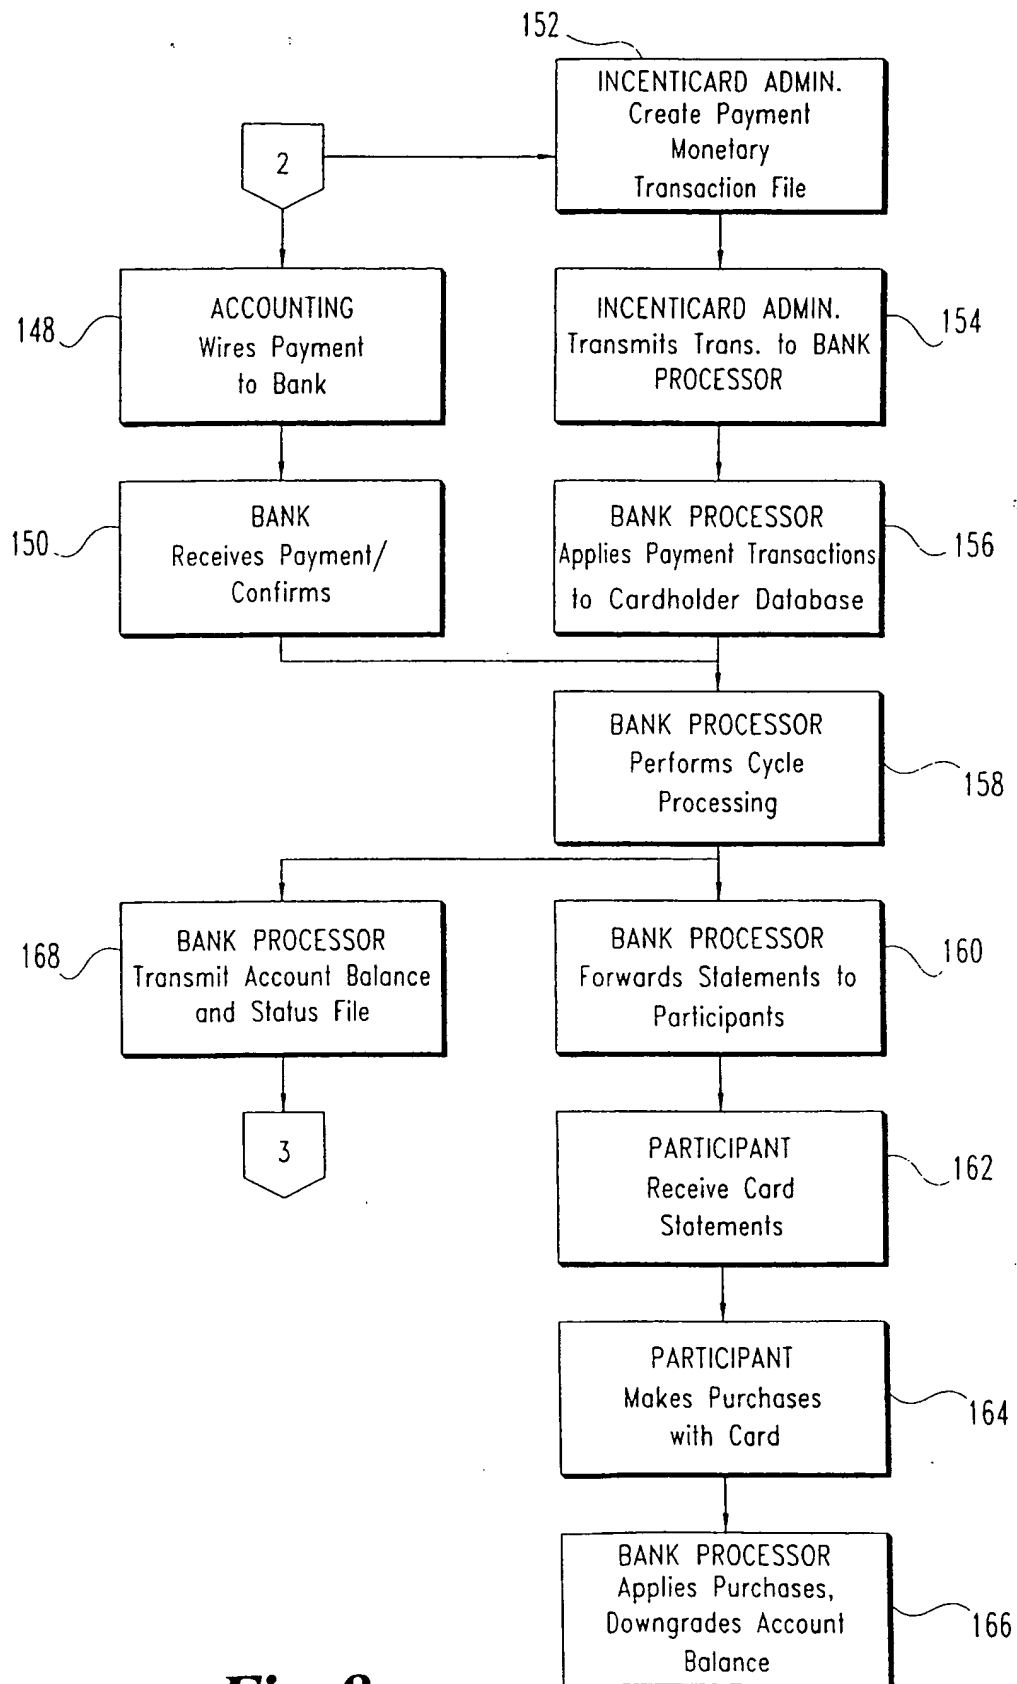 152
INCENTICARD ADMIN.
Create Payment
Monetary
Transaction File
2
ACCOUNTING
Wires Payment
to Bank
148
INCENTICARD ADMIN.
Transmits Trans. to BANK
PROCESSOR
154
BANK
Receives Payment/
Confirms
150
BANK PROCESSOR
Applies Payment Transactions
to Cardholder Database
156
BANK PROCESSOR
Performs Cycle
Processing
158
BANK PROCESSOR
Transmit Account Balance
and Status File
168
BANK PROCESSOR
Forwards Statements to
Participants
160
3
PARTICIPANT
Receive Card
Statements
162
PARTICIPANT
Makes Purchases
with Card
164
BANK PROCESSOR
Applies Purchases,
Downgrades Account
Balance
166